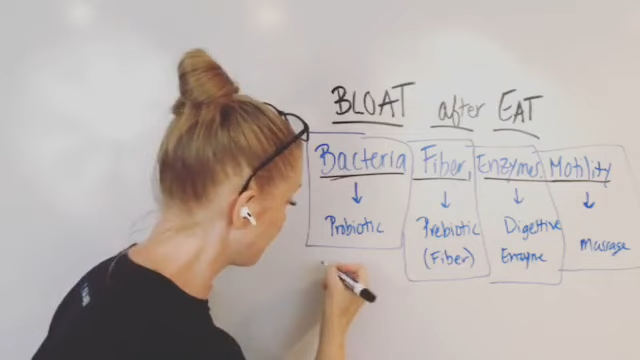 BLOAT after EAT
Bacteria Fiber Enzymes Motility
↓ ↓ ↓ ↓
Probiotic Prebiotic Digestive Massage
(Fiber) Enzyme